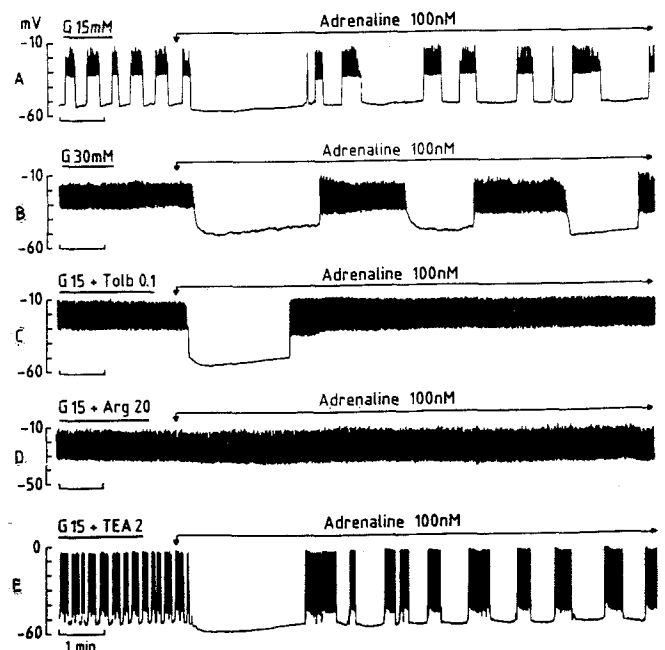 mV
G 15mM
Adrenaline 100nM
-10
A
-60
G 30mM
Adrenaline 100nM
-10
B
-60
G 15 + Tolb 0.1
Adrenaline 100nM
-10
C
-60
G 15 + Arg 20
Adrenaline 100nM
-10
D
-50
G 15 + TEA 2
Adrenaline 100nM
0
E
-60
1 min